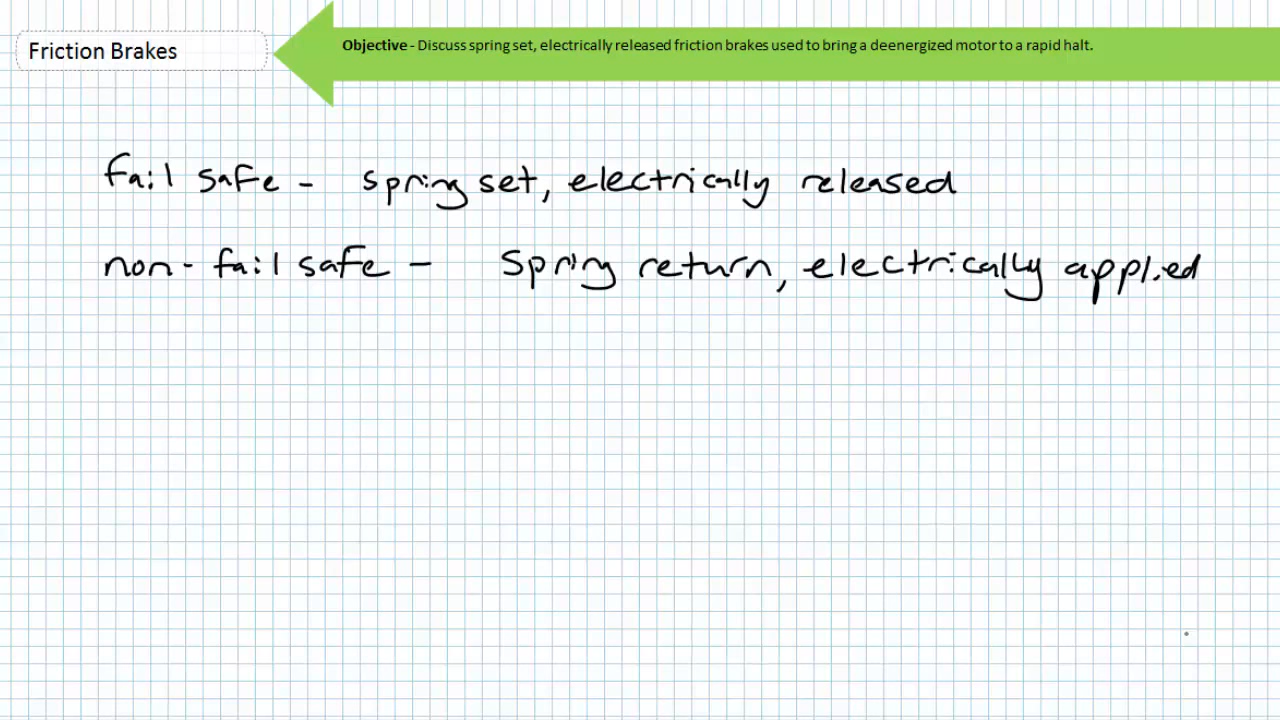 Friction Brakes
Objective - Discuss spring set, electrically released friction brakes used to bring a deenergized motor to a rapid halt.
fail safe - spring set, electrically released
non-fail safe - Spring return, electrically applied